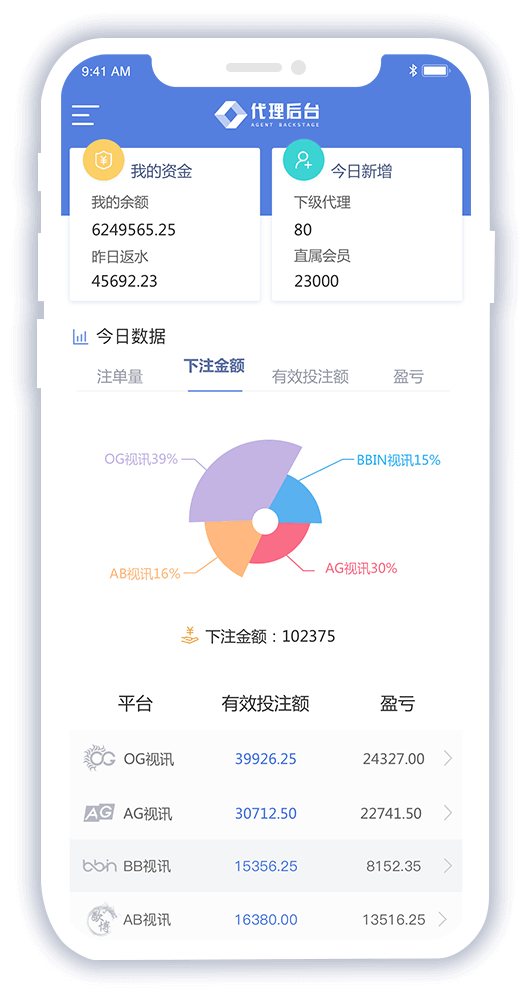 9:41 AM
代理后台
AGENT BACKSTAGE
我的资金
我的余额
6249565.25
昨日返水
45692.23
今日新增
下级代理
80
直属会员
23000
今日数据
注单量
下注金额
有效投注额
盈亏
OG视讯39%
BBIN视讯15%
AB视讯16%
AG视讯30%
下注金额：102375
平台 有效投注额 盈亏
OG OG视讯 39926.25 24327.00
AG AG视讯 30712.50 22741.50
bbin BB视讯 15356.25 8152.35
歐博 AB视讯 16380.00 13516.25